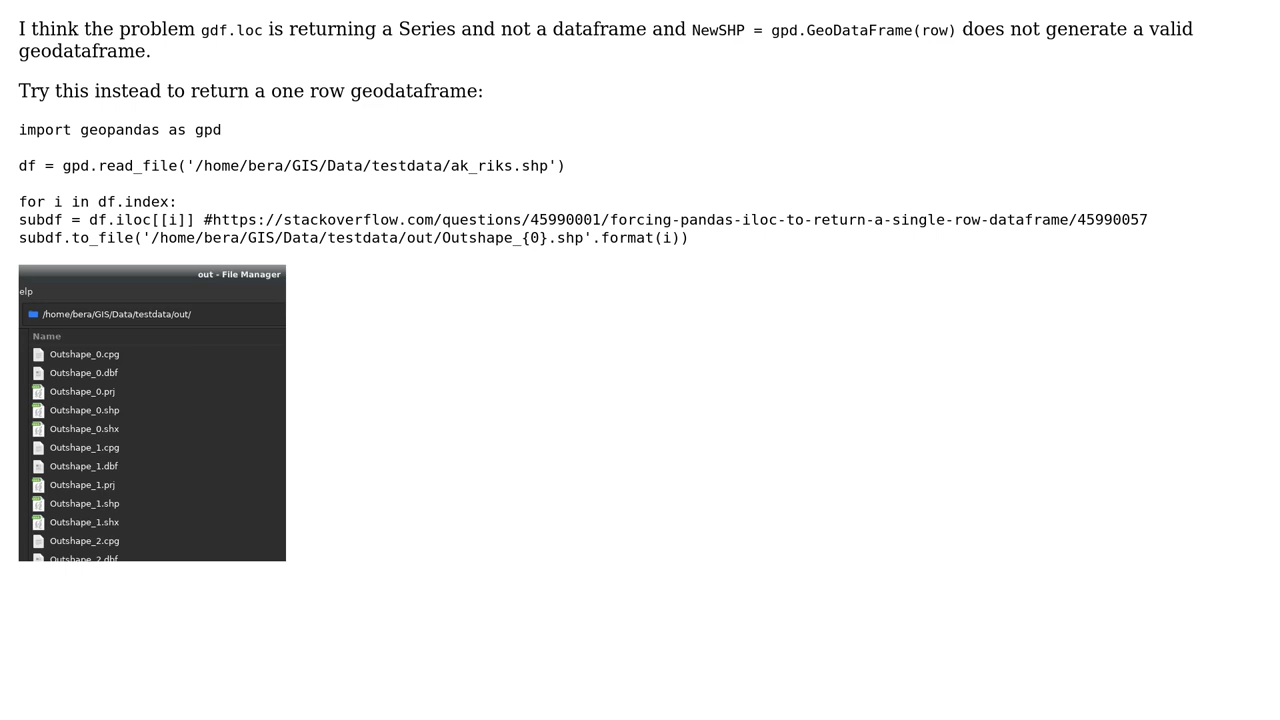 I think the problem gdf.loc is returning a Series and not a dataframe and NewSHP = gpd.GeoDataFrame(row) does not generate a valid
geodataframe.
Try this instead to return a one row geodataframe:
import geopandas as gpd
df = gpd.read_file('/home/bera/GIS/Data/testdata/ak_riks.shp')
for i in df.index:
subdf = df.iloc[[i]] #https://stackoverflow.com/questions/45990001/forcing-pandas-iloc-to-return-a-single-row-dataframe/45990057
subdf.to_file('/home/bera/GIS/Data/testdata/out/Outshape_{0}.shp'.format(i))
out - File Manager
elp
/home/bera/GIS/Data/testdata/out/
Name
Outshape_0.cpg
Outshape_0.dbf
Outshape_0.prj
Outshape_0.shp
Outshape_0.shx
Outshape_1.cpg
Outshape_1.dbf
Outshape_1.prj
Outshape_1.shp
Outshape_1.shx
Outshape_2.cpg
Outshape_2.dbf